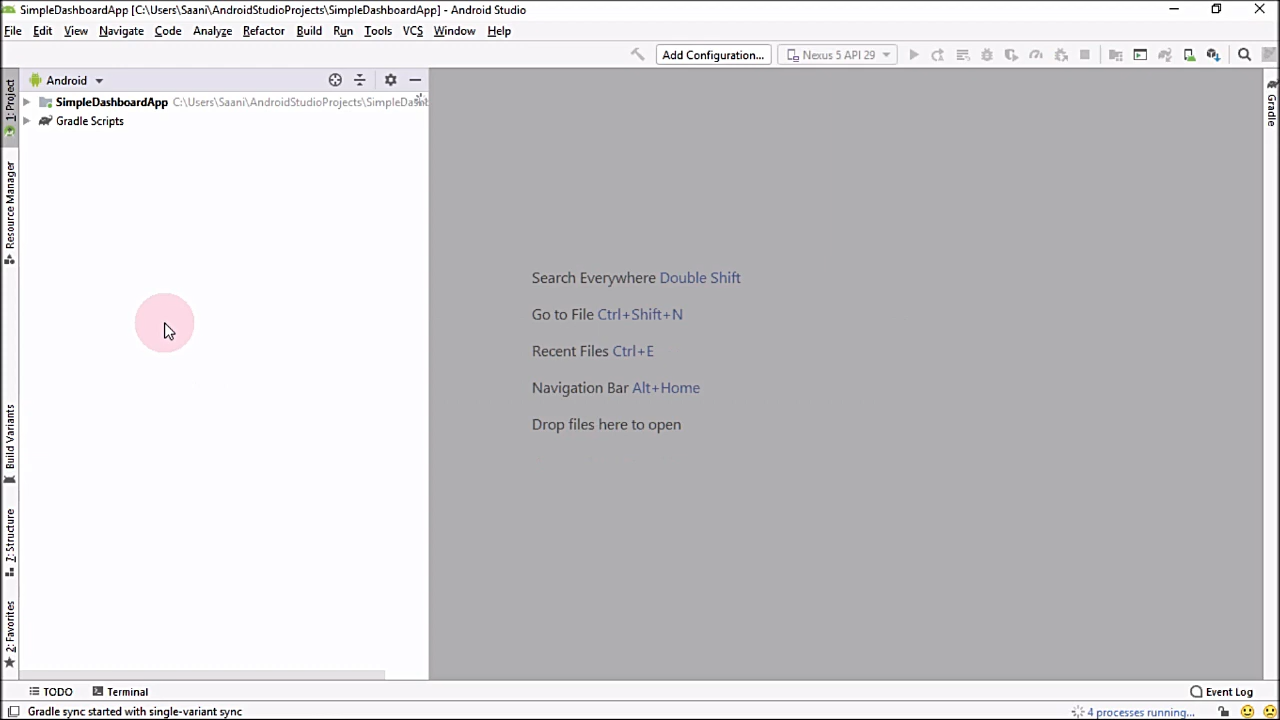 SimpleDashboardApp [C:\Users\Saani\AndroidStudioProjects\SimpleDashboardApp] - Android Studio
File Edit View Navigate Code Analyze Refactor Build Run Tools VCS Window Help
Add Configuration... Nexus 5 API 29
Android
SimpleDashboardApp C:\Users\Saani\AndroidStudioProjects\SimpleDashb
Gradle Scripts
1: Project
Resource Manager
Build Variants
7: Structure
2: Favorites
Gradle
Search Everywhere Double Shift
Go to File Ctrl+Shift+N
Recent Files Ctrl+E
Navigation Bar Alt+Home
Drop files here to open
TODO Terminal Event Log
Gradle sync started with single-variant sync 4 processes running...